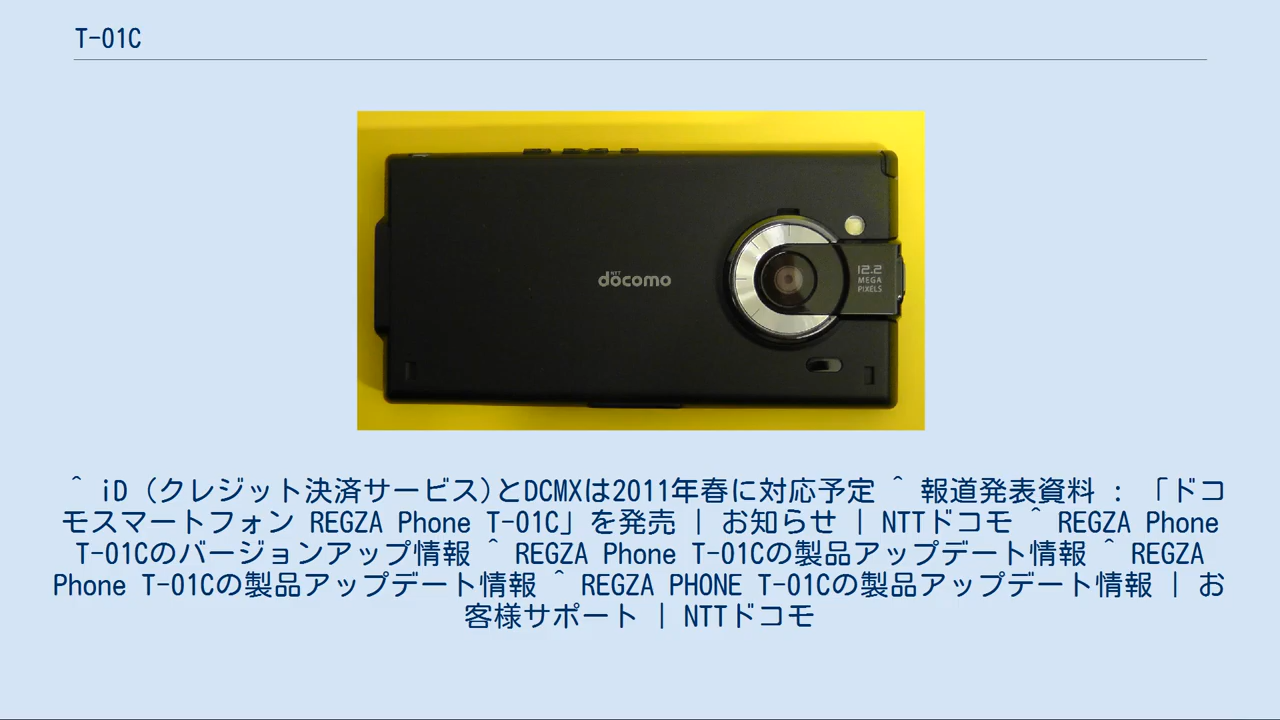 T-01C
NTT
docomo
12.2
MEGA
PIXELS
^ iD (クレジット決済サービス)とDCMXは2011年春に対応予定 ^ 報道発表資料 : 「ドコ
モスマートフォン REGZA Phone T-01C」を発売 | お知らせ | NTTドコモ ^ REGZA Phone
T-01Cのバージョンアップ情報 ^ REGZA Phone T-01Cの製品アップデート情報 ^ REGZA
Phone T-01Cの製品アップデート情報 ^ REGZA PHONE T-01Cの製品アップデート情報 | お
客様サポート | NTTドコモ